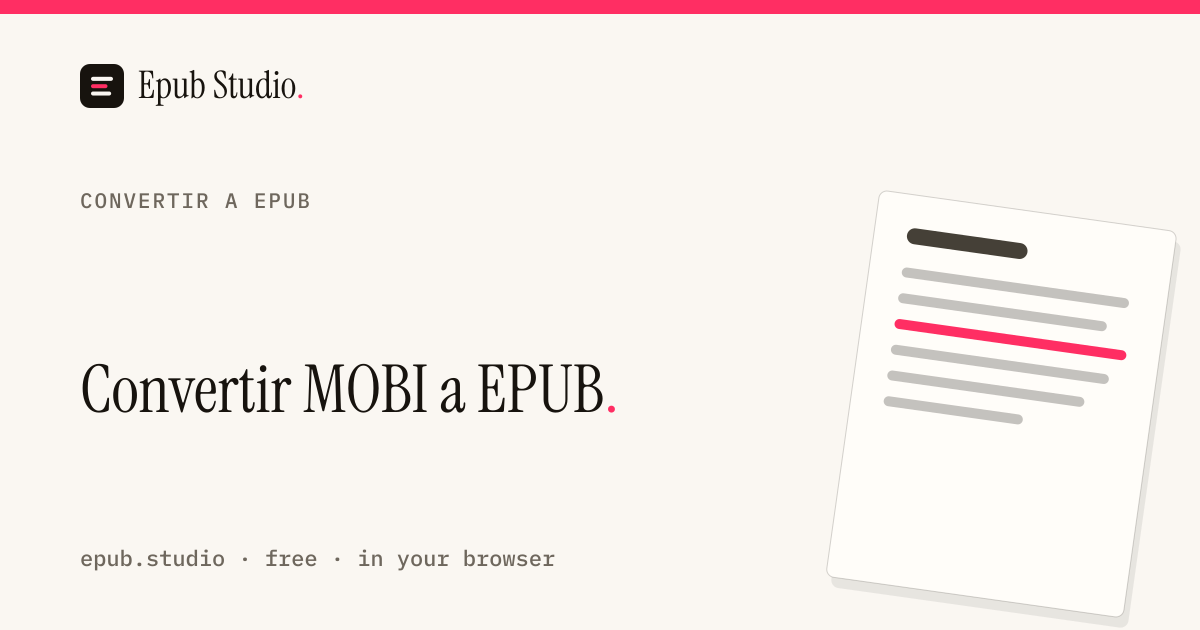 Epub Studio.
CONVERTIR A EPUB
Convertir MOBI a EPUB.
epub.studio · free · in your browser